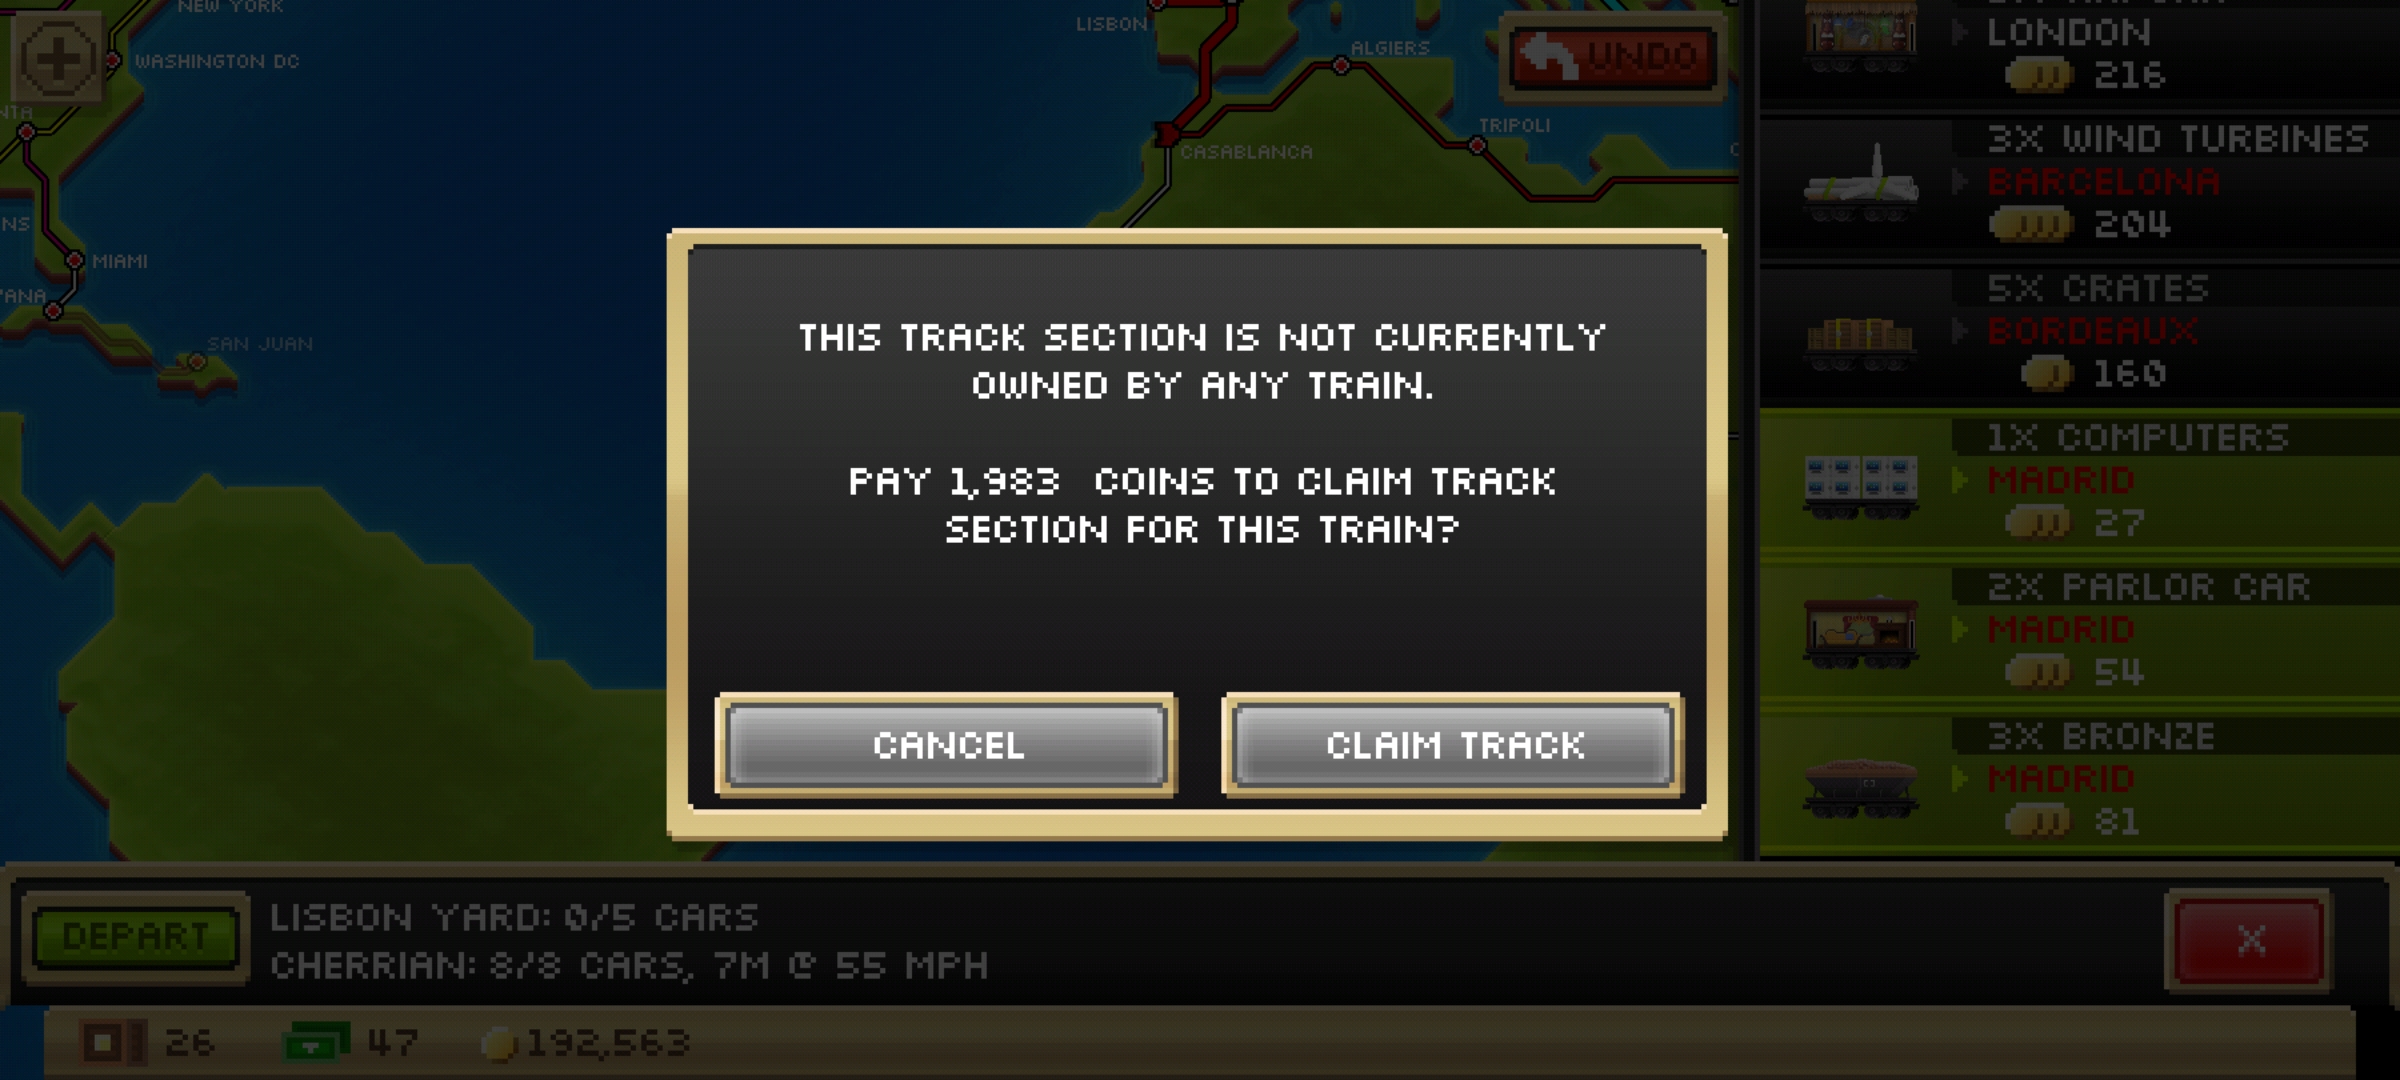 NEW YORK
WASHINGTON DC
NTA
NS
MIAMI
SAN JUAN
LISBON
ALGIERS
CASABLANCA
TRIPOLI
UNDO
LONDON
216
3X WIND TURBINES
BARCELONA
204
5X CRATES
BORDEAUX
160
1X COMPUTERS
MADRID
27
2X PARLOR CAR
MADRID
54
3X BRONZE
MADRID
81
THIS TRACK SECTION IS NOT CURRENTLY
OWNED BY ANY TRAIN.
PAY 1,983 COINS TO CLAIM TRACK
SECTION FOR THIS TRAIN?
CANCEL
CLAIM TRACK
DEPART
LISBON YARD: 0/5 CARS
CHERRIAN: 8/8 CARS, 7M @ 55 MPH
X
26
47
192,563